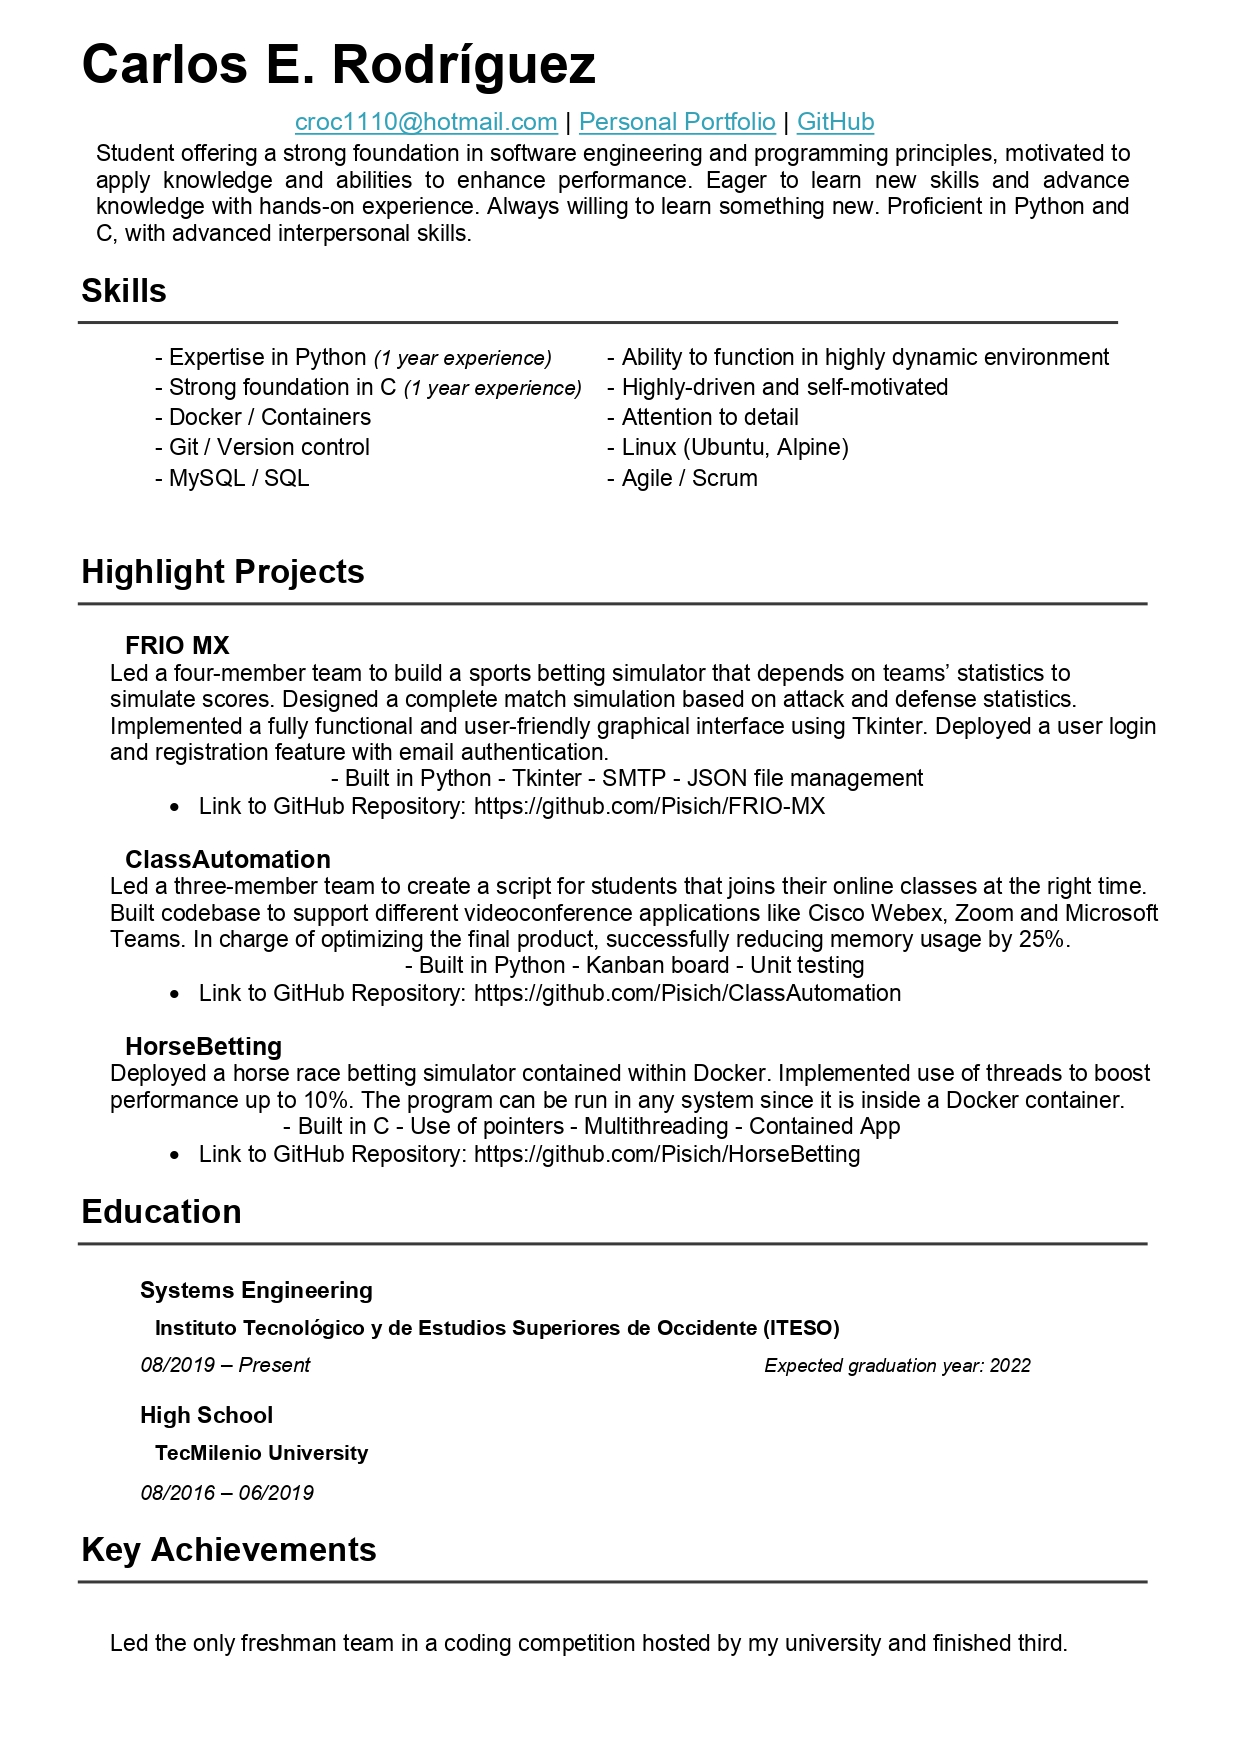 Carlos E. Rodríguez
croc1110@hotmail.com | Personal Portfolio | GitHub
Student offering a strong foundation in software engineering and programming principles, motivated to
apply knowledge and abilities to enhance performance. Eager to learn new skills and advance
knowledge with hands-on experience. Always willing to learn something new. Proficient in Python and
C, with advanced interpersonal skills.
Skills
- Expertise in Python (1 year experience)
- Strong foundation in C (1 year experience)
- Docker / Containers
- Git / Version control
- MySQL / SQL
- Ability to function in highly dynamic environment
- Highly-driven and self-motivated
- Attention to detail
- Linux (Ubuntu, Alpine)
- Agile / Scrum
Highlight Projects
FRIO MX
Led a four-member team to build a sports betting simulator that depends on teams’ statistics to
simulate scores. Designed a complete match simulation based on attack and defense statistics.
Implemented a fully functional and user-friendly graphical interface using Tkinter. Deployed a user login
and registration feature with email authentication.
- Built in Python - Tkinter - SMTP - JSON file management
• Link to GitHub Repository: https://github.com/Pisich/FRIO-MX
ClassAutomation
Led a three-member team to create a script for students that joins their online classes at the right time.
Built codebase to support different videoconference applications like Cisco Webex, Zoom and Microsoft
Teams. In charge of optimizing the final product, successfully reducing memory usage by 25%.
- Built in Python - Kanban board - Unit testing
• Link to GitHub Repository: https://github.com/Pisich/ClassAutomation
HorseBetting
Deployed a horse race betting simulator contained within Docker. Implemented use of threads to boost
performance up to 10%. The program can be run in any system since it is inside a Docker container.
- Built in C - Use of pointers - Multithreading - Contained App
• Link to GitHub Repository: https://github.com/Pisich/HorseBetting
Education
Systems Engineering
Instituto Tecnológico y de Estudios Superiores de Occidente (ITESO)
08/2019 – Present Expected graduation year: 2022
High School
TecMilenio University
08/2016 – 06/2019
Key Achievements
Led the only freshman team in a coding competition hosted by my university and finished third.